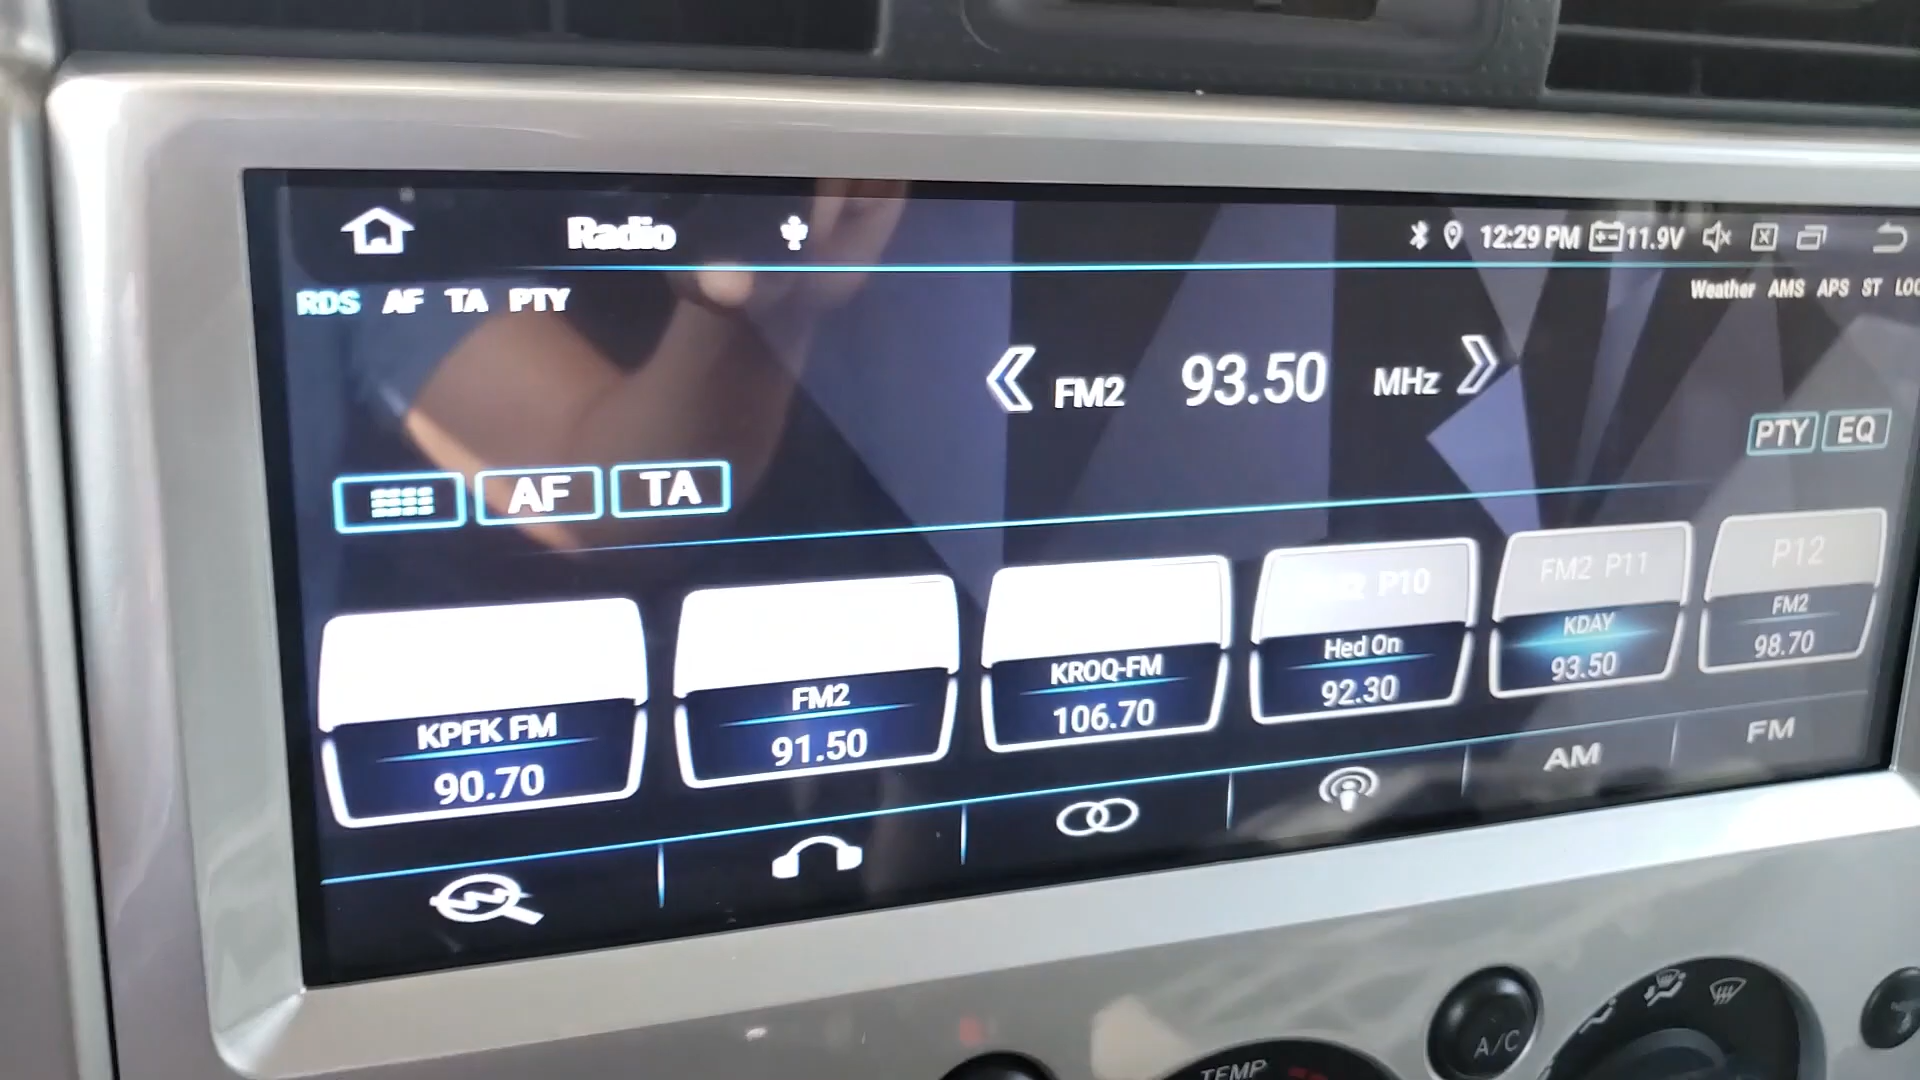 Radio 12:29 PM 11.9V
RDS AF TA PTY
Weather AMS APS ST
FM2 93.50 MHz
PTY EQ
AF TA
P10
FM2 P11
P12
KPFK FM
90.70
FM2
91.50
KROQ-FM
106.70
Hed On
92.30
KDAY
93.50
FM2
98.70
AM FM
A/C
TEMP